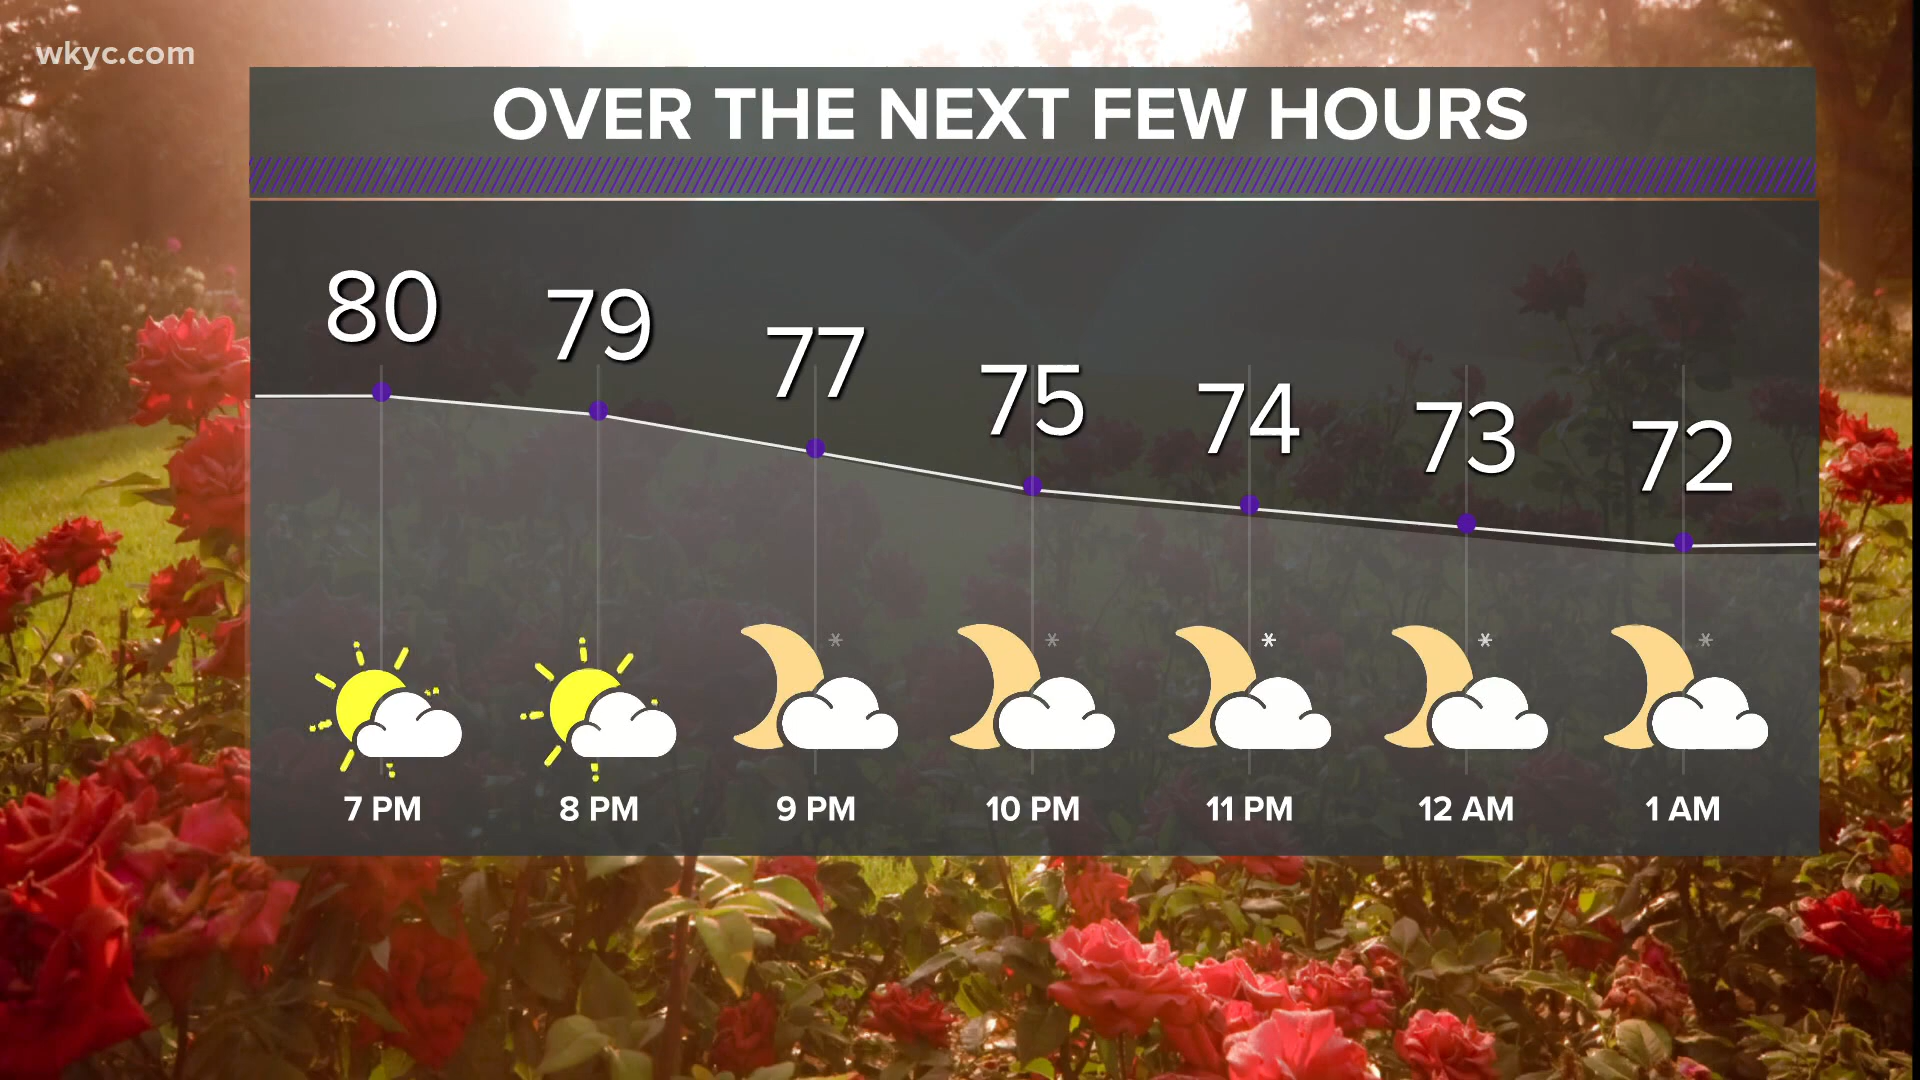 wkyc.com
OVER THE NEXT FEW HOURS
80 79 77 75 74 73 72
7 PM 8 PM 9 PM 10 PM 11 PM 12 AM 1 AM